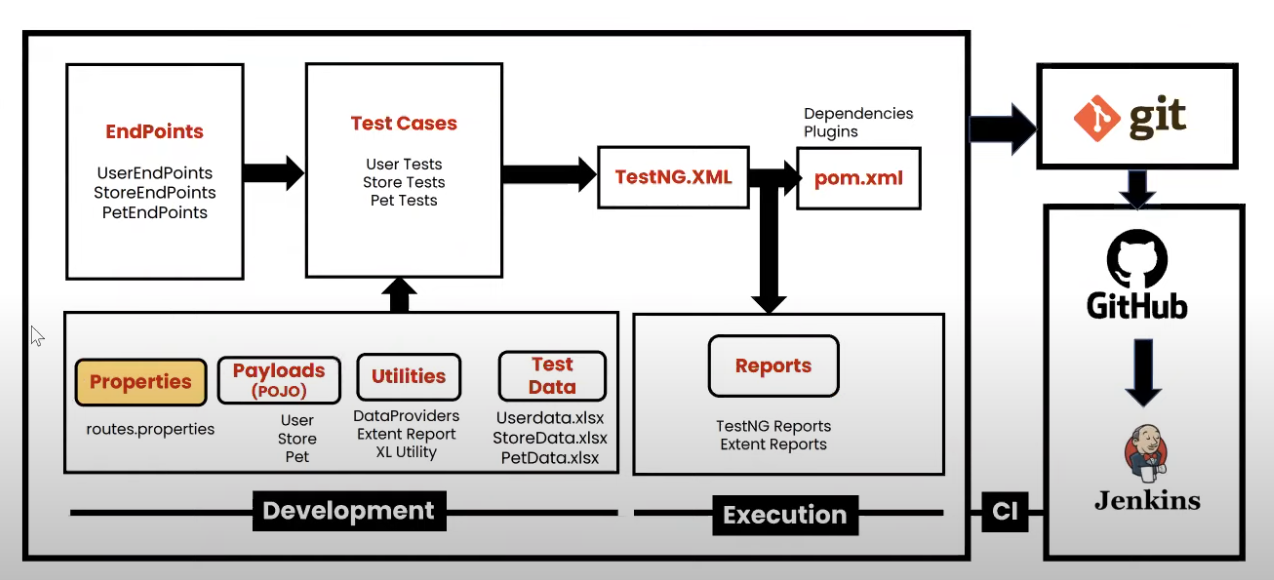 EndPoints
UserEndPoints
StoreEndPoints
PetEndPoints
Test Cases
User Tests
Store Tests
Pet Tests
TestNG.XML
Dependencies
Plugins
pom.xml
git
Properties
routes.properties
Payloads
(POJO)
User
Store
Pet
Utilities
DataProviders
Extent Report
XL Utility
Test
Data
Userdata.xlsx
StoreData.xlsx
PetData.xlsx
Reports
TestNG Reports
Extent Reports
GitHub
Jenkins
Development
Execution
CI